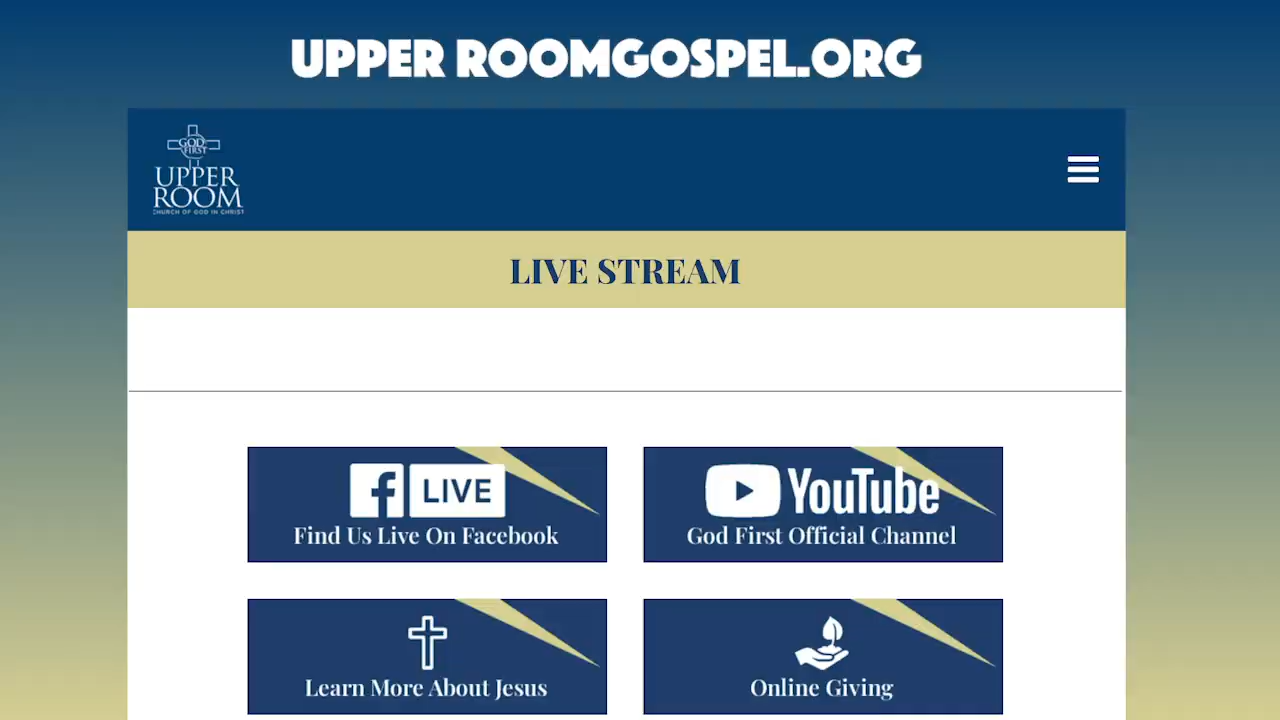 UPPER ROOMGOSPEL.ORG
GOD
FIRST
UPPER
ROOM
CHURCH OF GOD IN CHRIST
LIVE STREAM
f LIVE
Find Us Live On Facebook
YouTube
God First Official Channel
Learn More About Jesus
Online Giving